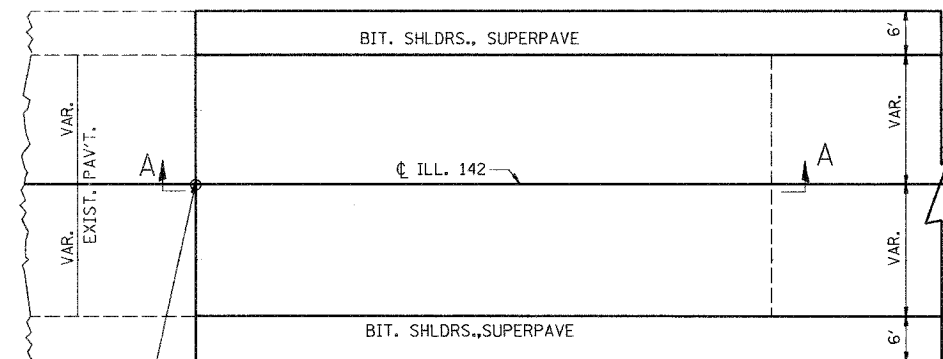 BIT. SHLDRS., SUPERPAVE
6'
VAR.
EXIST. PAV'T.
VAR.
A
℄ ILL. 142
A
VAR.
VAR.
BIT. SHLDRS.,SUPERPAVE
6'